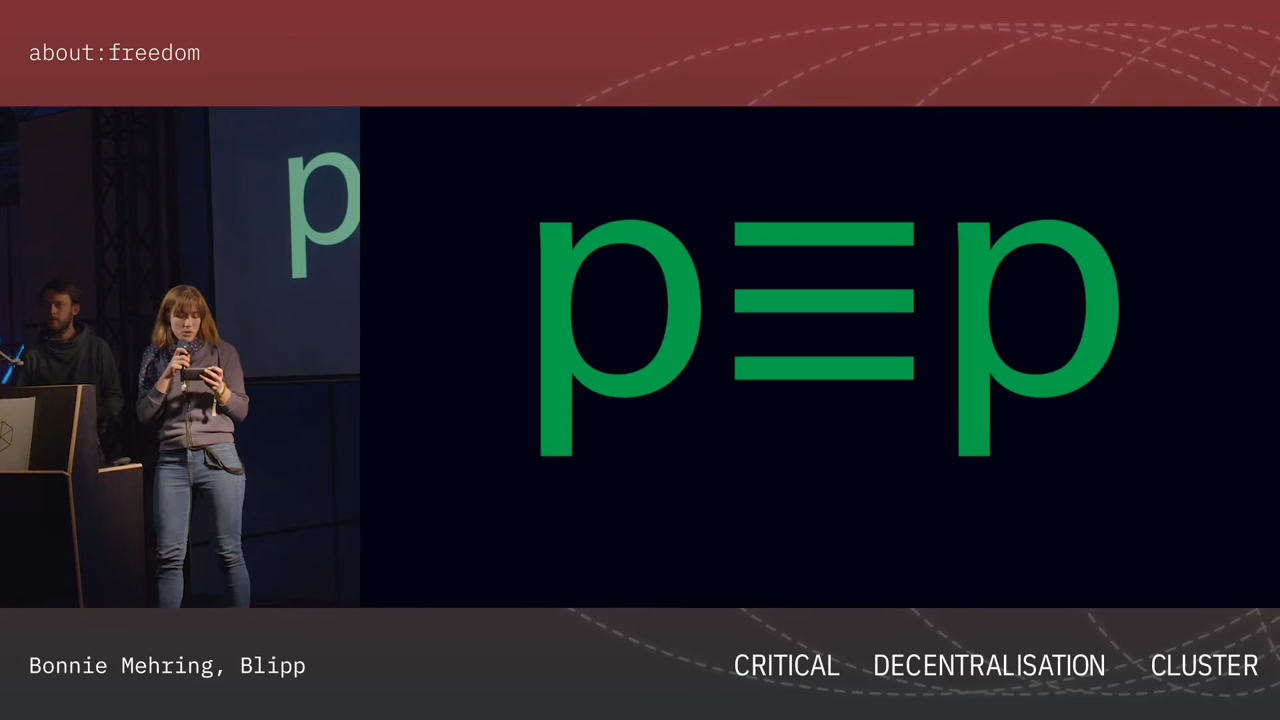 about:freedom
p
p≡p
Bonnie Mehring, Blipp
CRITICAL DECENTRALISATION CLUSTER